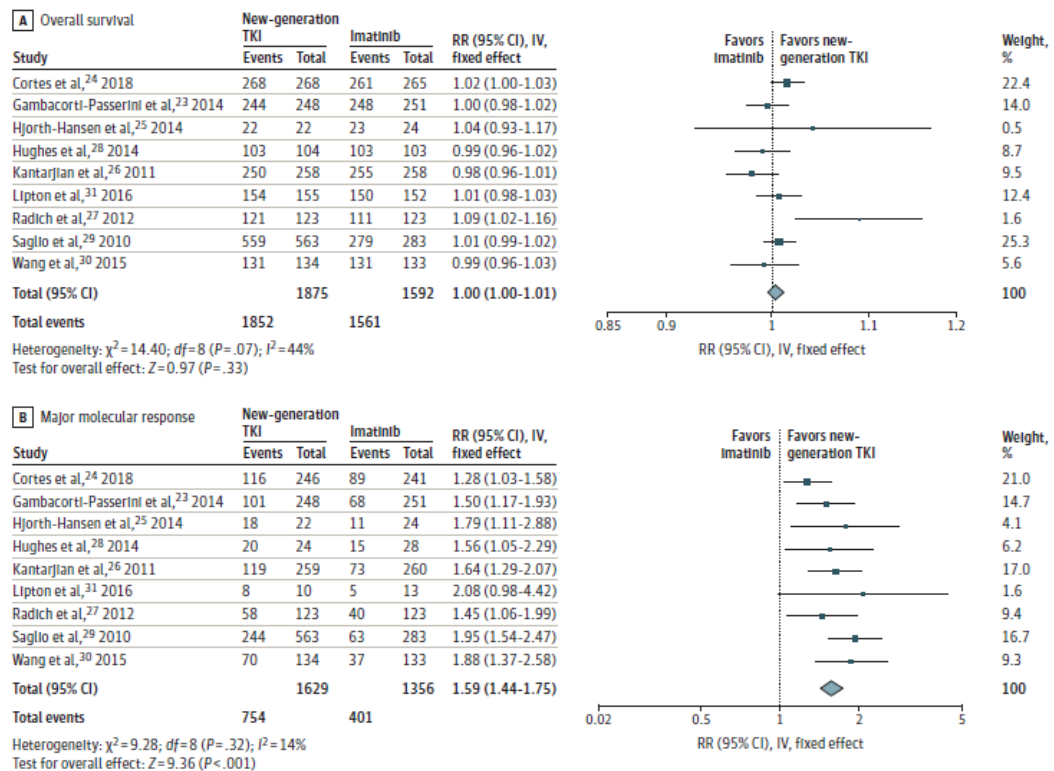 A Overall survival
New-generation TKI Imatinib RR (95% CI), IV, fixed effect Favors imatinib Favors new-generation TKI Weight, %
Study Events Total Events Total
Cortes et al,24 2018 268 268 261 265 1.02 (1.00-1.03) 22.4
Gambacorti-Passerini et al,23 2014 244 248 248 251 1.00 (0.98-1.02) 14.0
Hjorth-Hansen et al,25 2014 22 22 23 24 1.04 (0.93-1.17) 0.5
Hughes et al,28 2014 103 104 103 103 0.99 (0.96-1.02) 8.7
Kantarjian et al,26 2011 250 258 255 258 0.98 (0.96-1.01) 9.5
Lipton et al,31 2016 154 155 150 152 1.01 (0.98-1.03) 12.4
Radich et al,27 2012 121 123 111 123 1.09 (1.02-1.16) 1.6
Saglio et al,29 2010 559 563 279 283 1.01 (0.99-1.02) 25.3
Wang et al,30 2015 131 134 131 133 0.99 (0.96-1.03) 5.6
Total (95% CI) 1875 1592 1.00 (1.00-1.01) 100
Total events 1852 1561
0.85 0.9 1 1.1 1.2
Heterogeneity: χ2=14.40; df=8 (P=.07); I2=44%
RR (95% CI), IV, fixed effect
Test for overall effect: Z=0.97 (P=.33)
B Major molecular response
New-generation TKI Imatinib RR (95% CI), IV, fixed effect Favors imatinib Favors new-generation TKI Weight, %
Study Events Total Events Total
Cortes et al,24 2018 116 246 89 241 1.28 (1.03-1.58) 21.0
Gambacorti-Passerini et al,23 2014 101 248 68 251 1.50 (1.17-1.93) 14.7
Hjorth-Hansen et al,25 2014 18 22 11 24 1.79 (1.11-2.88) 4.1
Hughes et al,28 2014 20 24 15 28 1.56 (1.05-2.29) 6.2
Kantarjian et al,26 2011 119 259 73 260 1.64 (1.29-2.07) 17.0
Lipton et al,31 2016 8 10 5 13 2.08 (0.98-4.42) 1.6
Radich et al,27 2012 58 123 40 123 1.45 (1.06-1.99) 9.4
Saglio et al,29 2010 244 563 63 283 1.95 (1.54-2.47) 16.7
Wang et al,30 2015 70 134 37 133 1.88 (1.37-2.58) 9.3
Total (95% CI) 1629 1356 1.59 (1.44-1.75) 100
Total events 754 401
0.02 0.5 1 2 5
Heterogeneity: χ2=9.28; df=8 (P=.32); I2=14%
RR (95% CI), IV, fixed effect
Test for overall effect: Z=9.36 (P<.001)